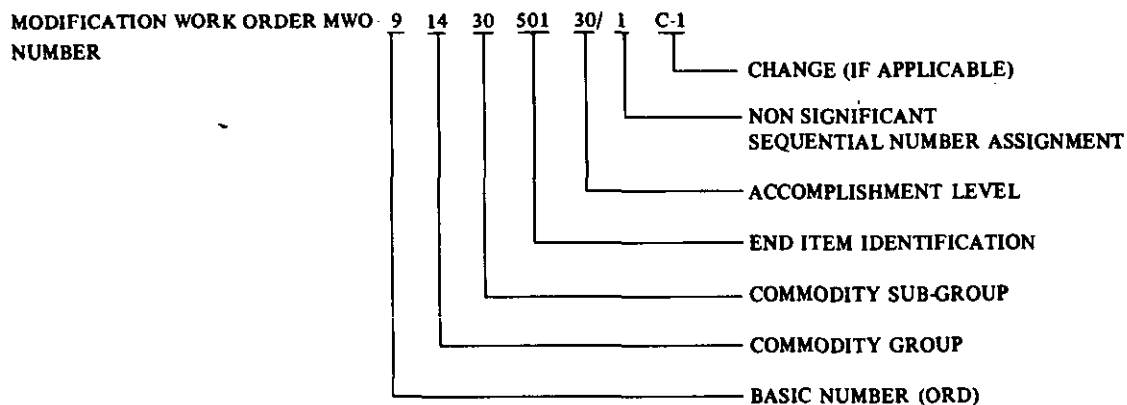 MODIFICATION WORK ORDER MWO 9 14 30 501 30/ 1 C-1
NUMBER
CHANGE (IF APPLICABLE)
NON SIGNIFICANT
SEQUENTIAL NUMBER ASSIGNMENT
ACCOMPLISHMENT LEVEL
END ITEM IDENTIFICATION
COMMODITY SUB-GROUP
COMMODITY GROUP
BASIC NUMBER (ORD)